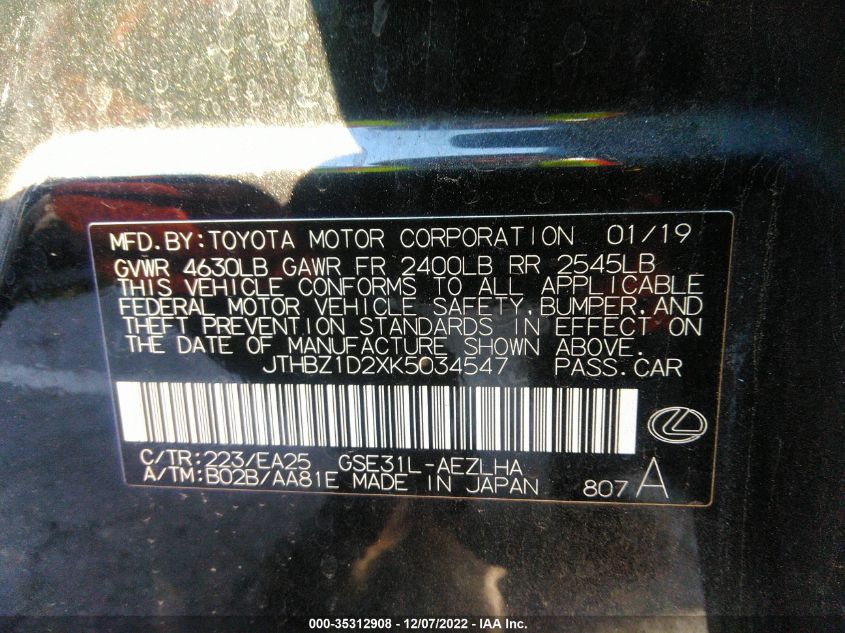 MFD.BY:TOYOTA MOTOR CORPORATION 01/19
GVWR 4630LB GAWR FR 2400LB RR 2545LB
THIS VEHICLE CONFORMS TO ALL APPLICABLE
FEDERAL MOTOR VEHICLE SAFETY,BUMPER,AND
THEFT PREVENTION STANDARDS IN EFFECT ON
THE DATE OF MANUFACTURE SHOWN ABOVE.
JTHBZ1D2XK5034547 PASS.CAR
C/TR:223/EA25 GSE31L-AEZLHA
A/TM:B02B/AA81E MADE IN JAPAN 807 A
000-35312908 - 12/07/2022 - IAA Inc.